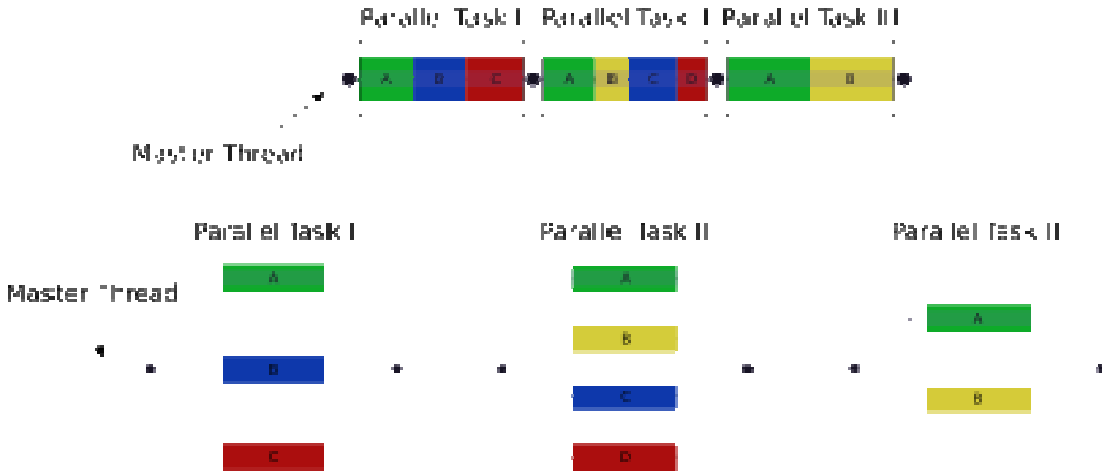 Parallel Task I Parallel Task II Parallel Task III
A B C A B C D A B
Master Thread
Parallel Task I Parallel Task II Parallel Task III
A A
Master Thread
B A
B C B
C D